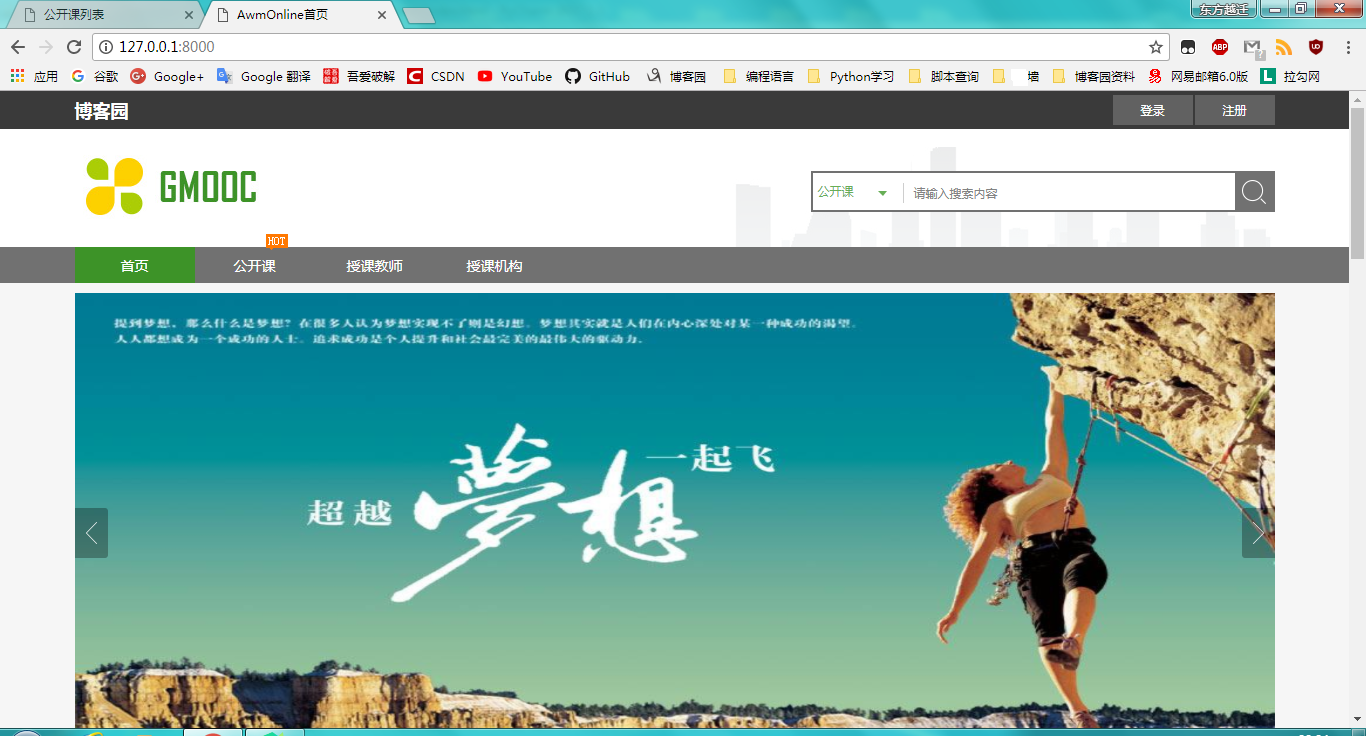 公开课列表
AwmOnline首页
东方越迁
127.0.0.1:8000
应用
谷歌
Google+
Google 翻译
吾爱破解
CSDN
YouTube
GitHub
博客园
编程语言
Python学习
脚本查询
墙
博客园资料
网易邮箱6.0版
拉勾网
博客园
登录
注册
GMOOC
公开课
请输入搜索内容
HOT
首页
公开课
授课教师
授课机构
提到梦想，那么什么是梦想？在很多人认为梦想实现不了则是幻想。梦想其实就是人们在内心深处对某一种成功的渴望。
人人都想成为一个成功的人士。追求成功是个人提升和社会最完美的最伟大的驱动力。
超越
夢想
一起飞